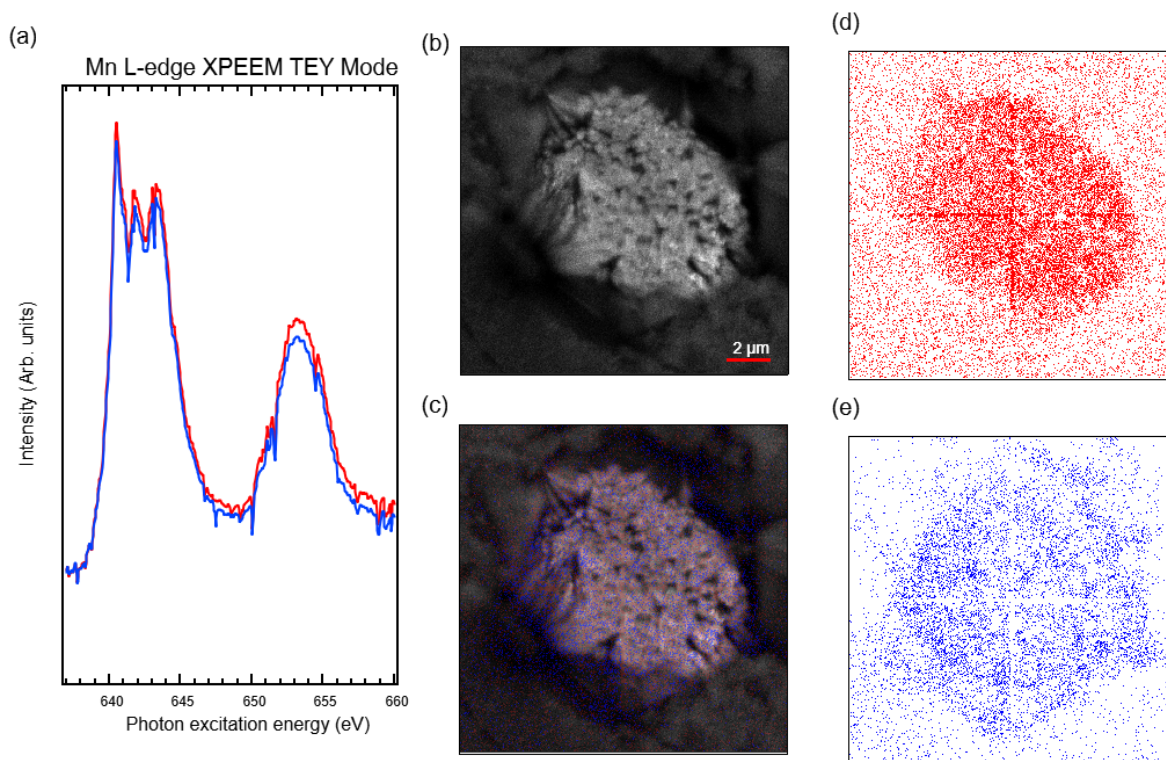 (a)
Mn L-edge XPEEM TEY Mode
Intensity ( Arb. units)
640
645
650
655
660
Photon excitation energy (eV)
(b)
2 µm
(c)
(d)
(e)